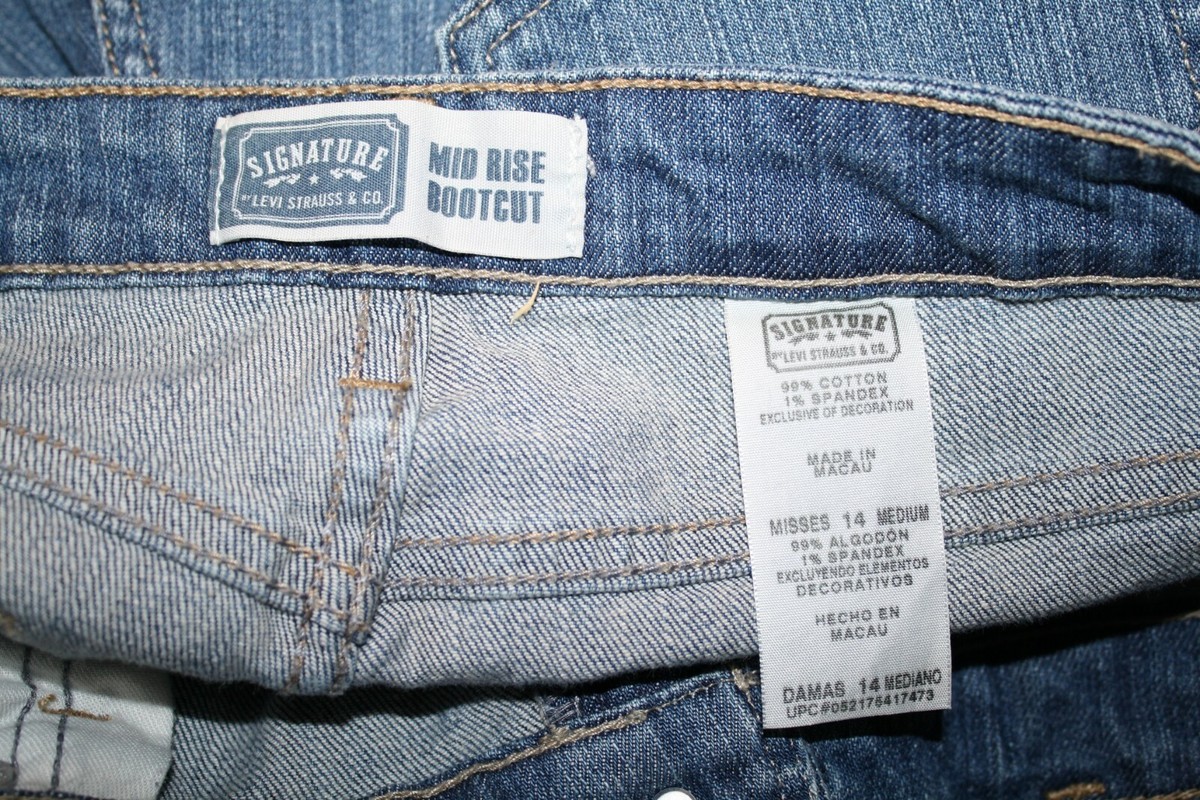 SIGNATURE
BY LEVI STRAUSS & CO.
MID RISE
BOOTCUT
SIGNATURE
BY LEVI STRAUSS & CO.
99% COTTON
1% SPANDEX
EXCLUSIVE OF DECORATION
MADE IN
MACAU
MISSES 14 MEDIUM
99% ALGODON
1% SPANDEX
EXCLUYENDO ELEMENTOS
DECORATIVOS
HECHO EN
MACAU
DAMAS 14 MEDIANO
UPC#052175417473